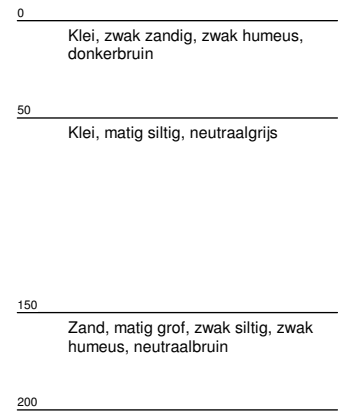 0
Klei, zwak zandig, zwak humeus,
donkerbruin
50
Klei, matig siltig, neutraalgrijs
150
Zand, matig grof, zwak siltig, zwak
humeus, neutraalbruin
200